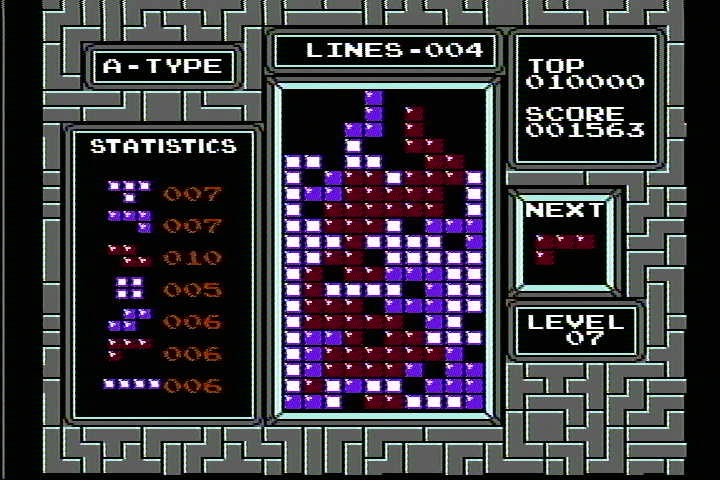 A-TYPE
LINES-004
TOP
010000
SCORE
001563
STATISTICS
007
007
010
005
006
006
006
NEXT
LEVEL
07